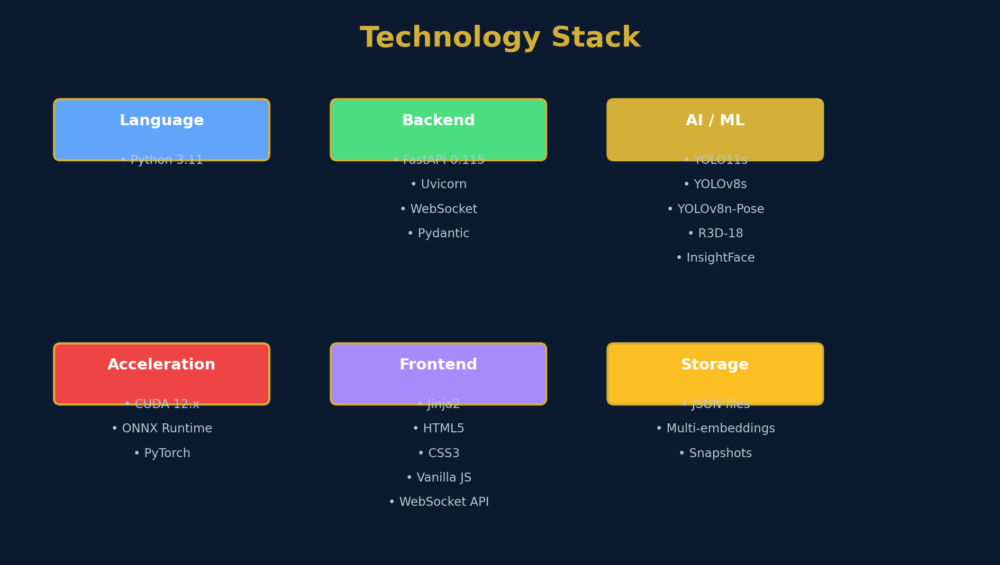 Technology Stack
Language
• Python 3.11
Backend
• FastAPI 0.115
• Uvicorn
• WebSocket
• Pydantic
AI / ML
• YOLO11s
• YOLOv8s
• YOLOv8n-Pose
• R3D-18
• InsightFace
Acceleration
• CUDA 12.x
• ONNX Runtime
• PyTorch
Frontend
• Jinja2
• HTML5
• CSS3
• Vanilla JS
• WebSocket API
Storage
• JSON files
• Multi-embeddings
• Snapshots